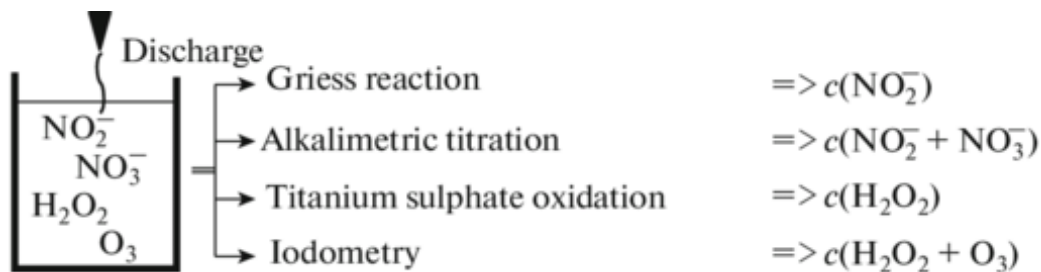 Discharge
NO₂⁻
NO₃⁻
H₂O₂
O₃
Griess reaction => c(NO₂⁻)
Alkalimetric titration => c(NO₂⁻ + NO₃⁻)
Titanium sulphate oxidation => c(H₂O₂)
Iodometry => c(H₂O₂ + O₃)